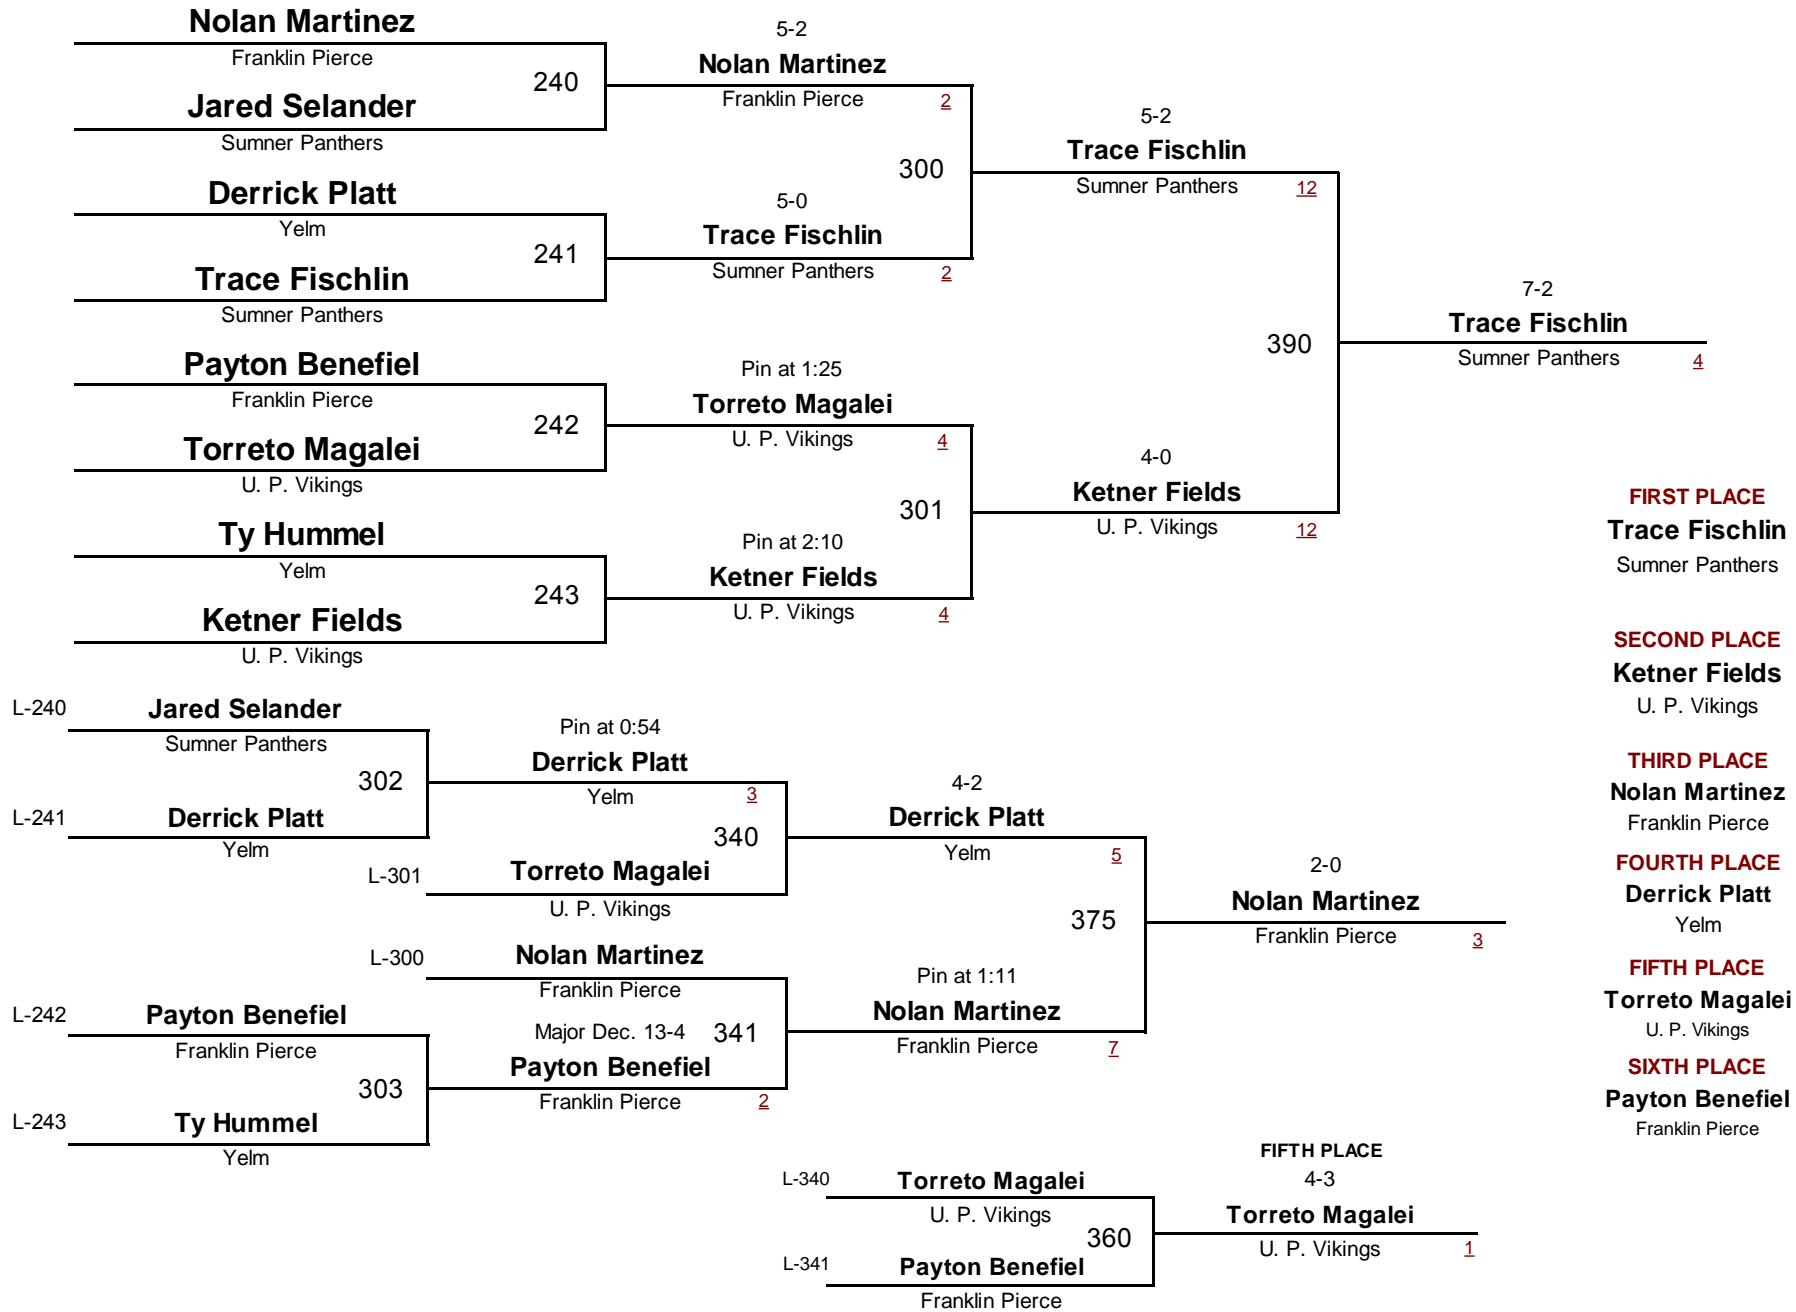 Nolan Martinez
Franklin Pierce
240
Jared Selander
Sumner Panthers
Derrick Platt
Yelm
241
Trace Fischlin
Sumner Panthers
Payton Benefiel
Franklin Pierce
242
Torreto Magalei
U. P. Vikings
Ty Hummel
Yelm
243
Ketner Fields
U. P. Vikings
5-2
Nolan Martinez
Franklin Pierce 2
300
5-0
Trace Fischlin
Sumner Panthers 2
Pin at 1:25
Torreto Magalei
U. P. Vikings 4
301
Pin at 2:10
Ketner Fields
U. P. Vikings 4
5-2
Trace Fischlin
Sumner Panthers 12
390
4-0
Ketner Fields
U. P. Vikings 12
7-2
Trace Fischlin
Sumner Panthers 4
FIRST PLACE
Trace Fischlin
Sumner Panthers
SECOND PLACE
Ketner Fields
U. P. Vikings
THIRD PLACE
Nolan Martinez
Franklin Pierce
FOURTH PLACE
Derrick Platt
Yelm
FIFTH PLACE
Torreto Magalei
U. P. Vikings
SIXTH PLACE
Payton Benefiel
Franklin Pierce
L-240 Jared Selander
Sumner Panthers
302
L-241 Derrick Platt
Yelm
Pin at 0:54
Derrick Platt
Yelm 3
340
L-301 Torreto Magalei
U. P. Vikings
L-300 Nolan Martinez
Franklin Pierce
341
L-242 Payton Benefiel
Franklin Pierce
303
L-243 Ty Hummel
Yelm
Major Dec. 13-4
Payton Benefiel
Franklin Pierce 2
4-2
Derrick Platt
Yelm 5
375
Pin at 1:11
Nolan Martinez
Franklin Pierce 7
2-0
Nolan Martinez
Franklin Pierce 3
L-340 Torreto Magalei
U. P. Vikings
360
L-341 Payton Benefiel
Franklin Pierce
FIFTH PLACE
4-3
Torreto Magalei
U. P. Vikings 1